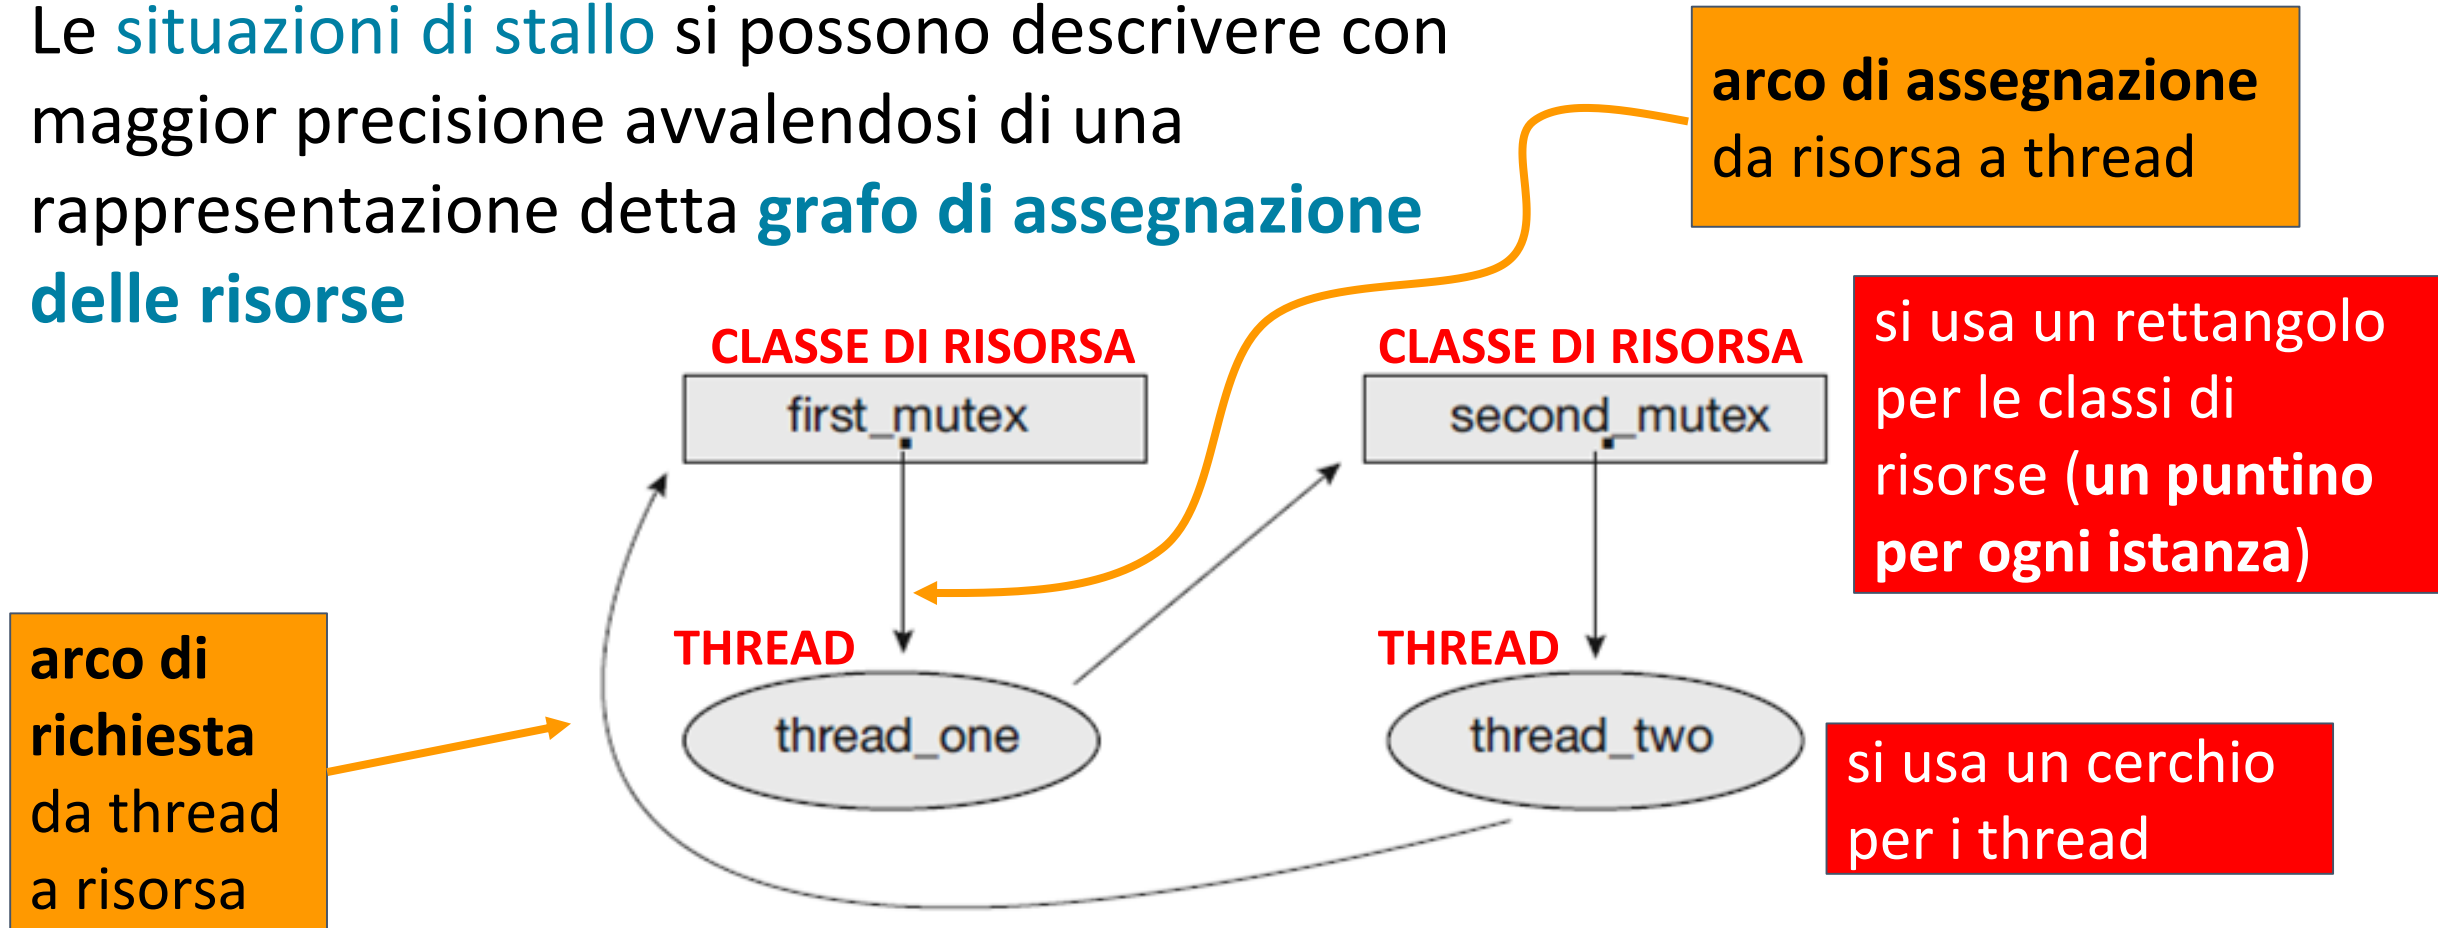 Le situazioni di stallo si possono descrivere con
maggior precisione avvalendosi di una
rappresentazione detta grafo di assegnazione
delle risorse
arco di assegnazione
da risorsa a thread
CLASSE DI RISORSA
first_mutex
CLASSE DI RISORSA
second_mutex
si usa un rettangolo
per le classi di
risorse (un puntino
per ogni istanza)
arco di
richiesta
da thread
a risorsa
THREAD
thread_one
THREAD
thread_two
si usa un cerchio
per i thread